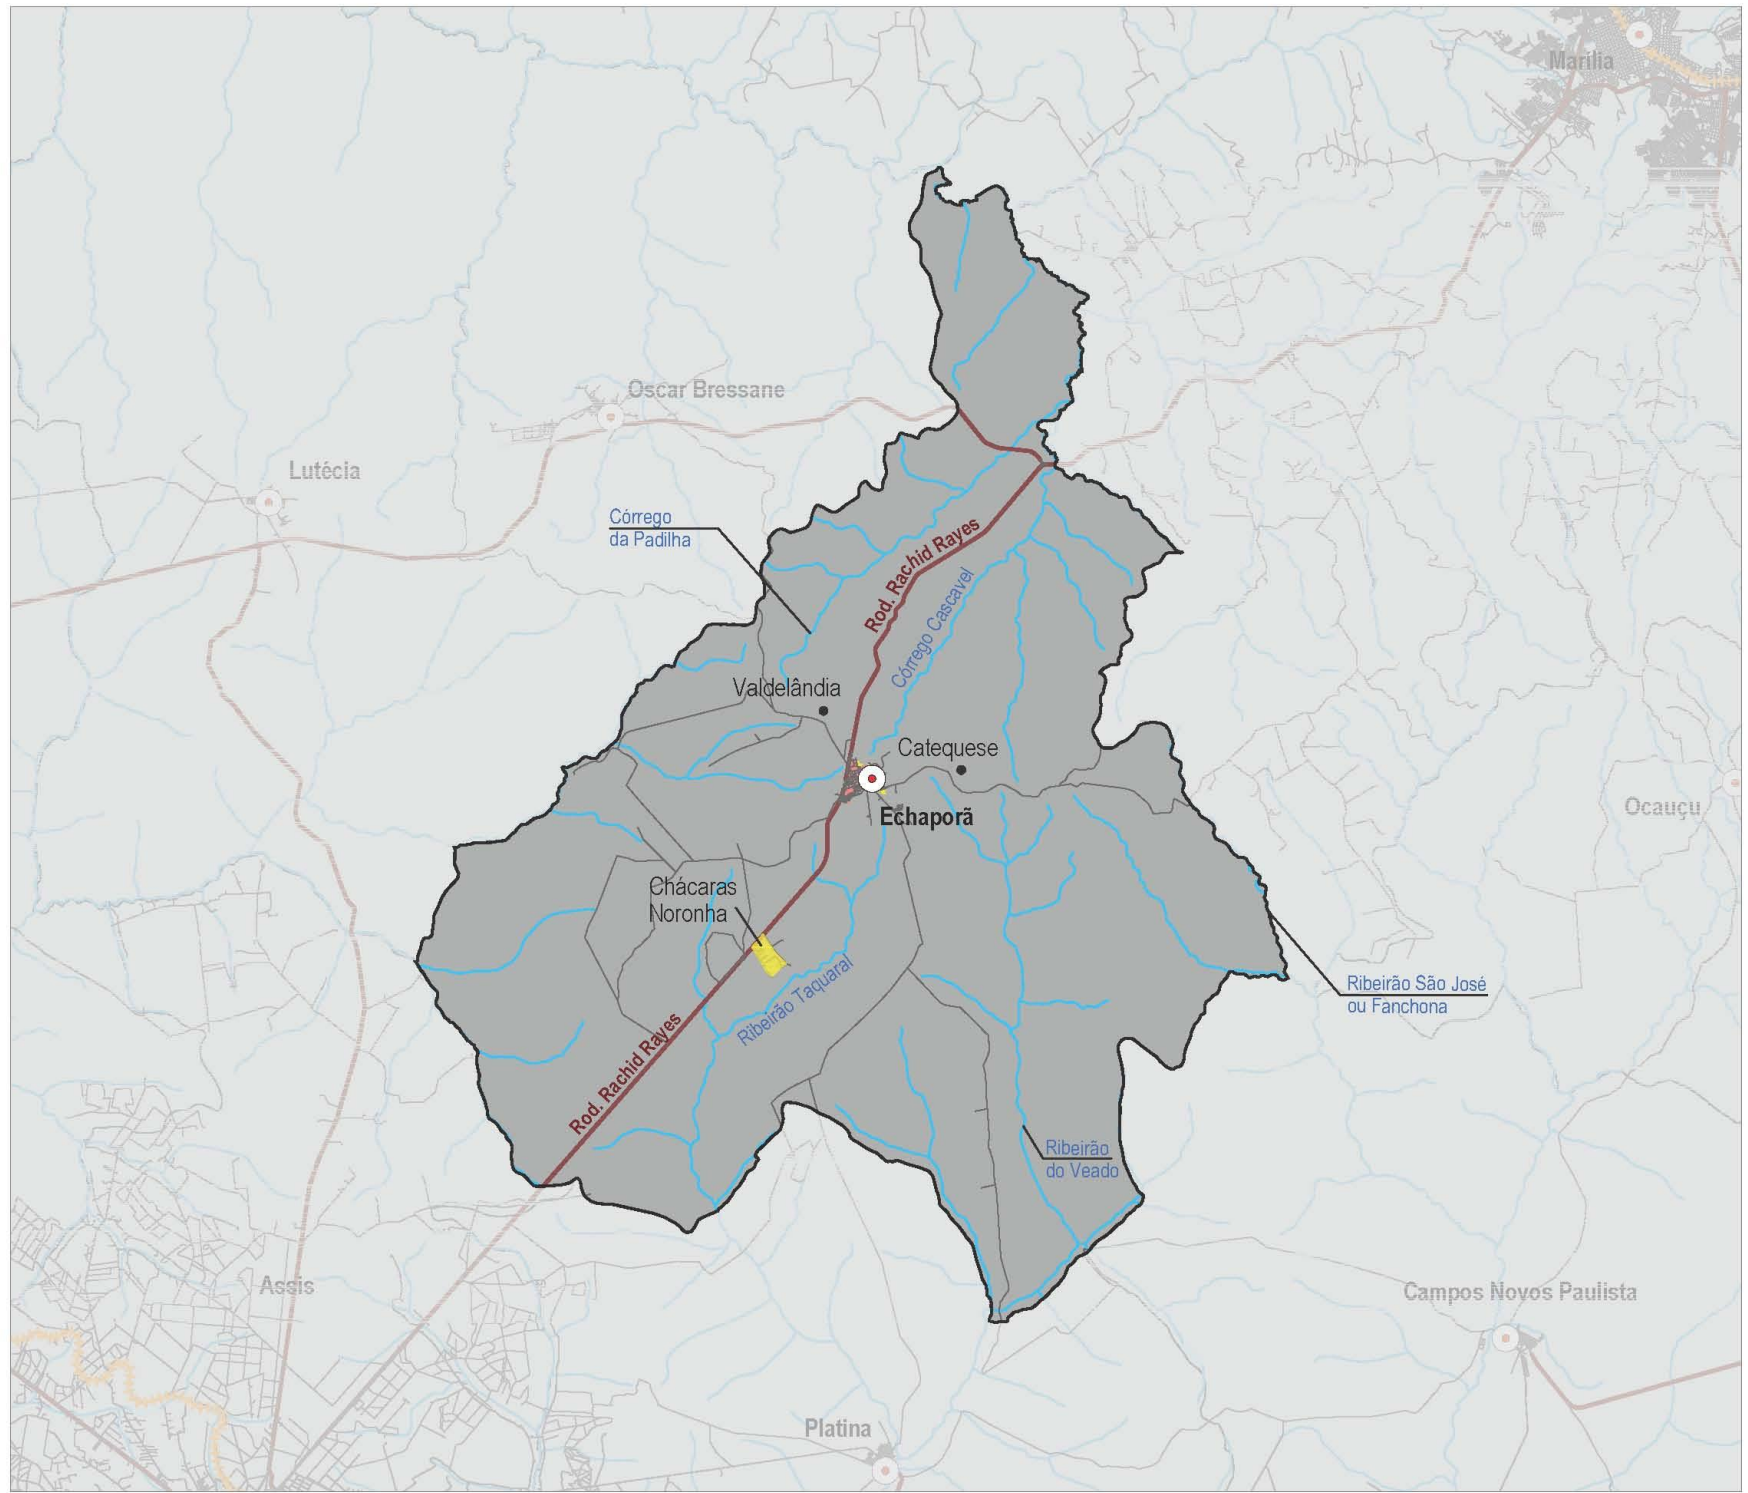 Marília
Oscar Bressane
Lutécia
Córrego
da Padilha
Rod. Rachid Rayes
Córrego Cascavel
Valdelândia
Catequese
Echaporã
Ocauçu
Chácaras
Noronha
Ribeirão Taquaral
Ribeirão São José
ou Fanchona
Rod. Rachid Rayes
Ribeirão
do Veado
Assis
Campos Novos Paulista
Platina